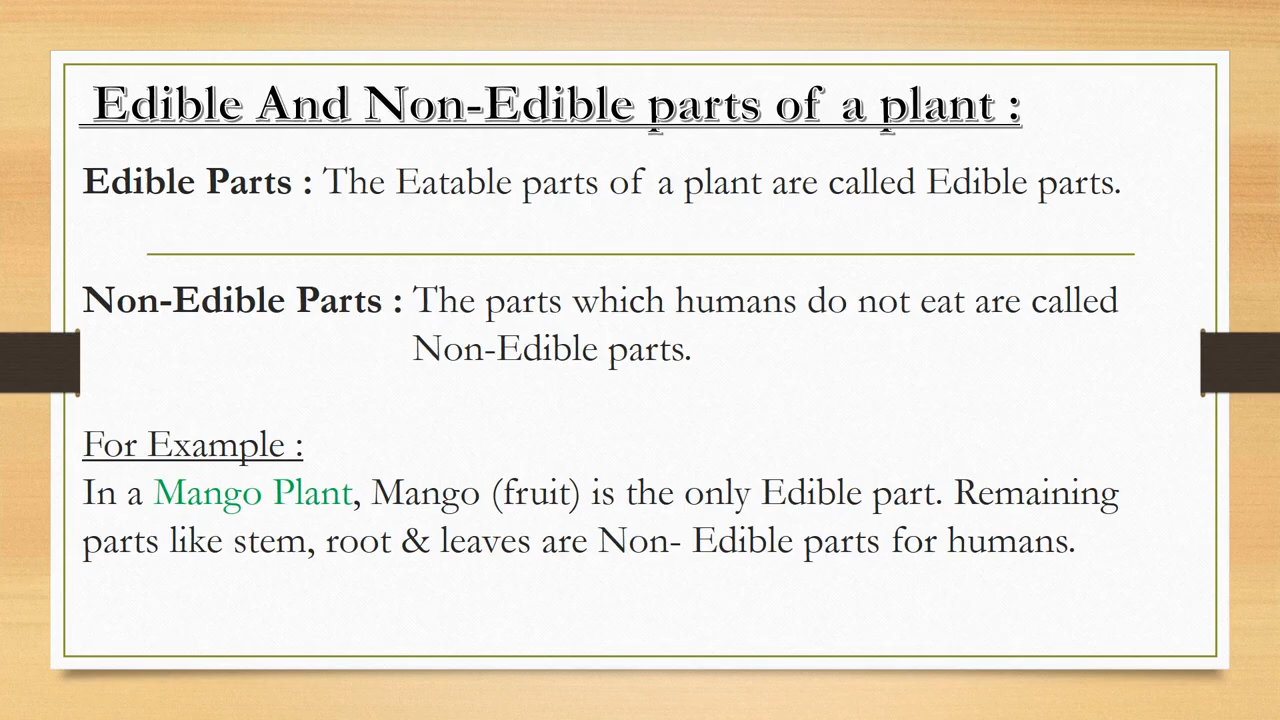 Edible And Non-Edible parts of a plant :
Edible Parts : The Eatable parts of a plant are called Edible parts.
Non-Edible Parts : The parts which humans do not eat are called
Non-Edible parts.
For Example :
In a Mango Plant, Mango (fruit) is the only Edible part. Remaining
parts like stem, root & leaves are Non- Edible parts for humans.